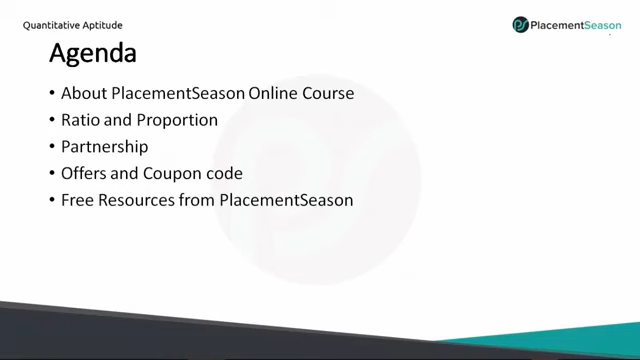 Quantitative Aptitude
PlacementSeason
Agenda
• About PlacementSeason Online Course
• Ratio and Proportion
• Partnership
• Offers and Coupon code
• Free Resources from PlacementSeason